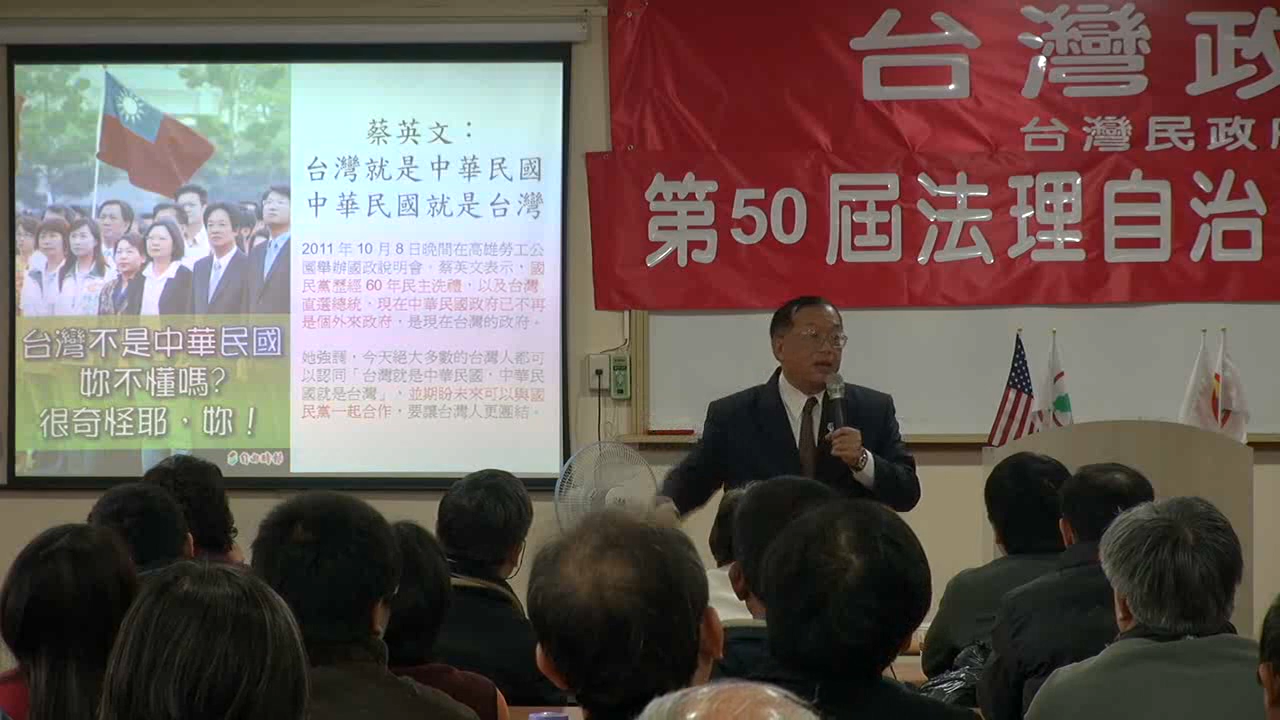 蔡英文：
台灣就是中華民國
中華民國就是台灣
2011 年 10 月 8 日晚間在高雄勞工公
園舉辦國政說明會，蔡英文表示，國
民黨歷經 60 年民主洗禮，以及台灣
直選總統，現在中華民國政府已不再
是個外來政府，是現在台灣的政府。
她強調，今天絕大多數的台灣人都可
以認同「台灣就是中華民國，中華民
國就是台灣」，並期盼未來可以與國
民黨一起合作，要讓台灣人更團結。
台灣不是中華民國
妳不懂嗎?
很奇怪耶，妳！
自由時報
台灣政
台灣民政府
第50屆法理自治